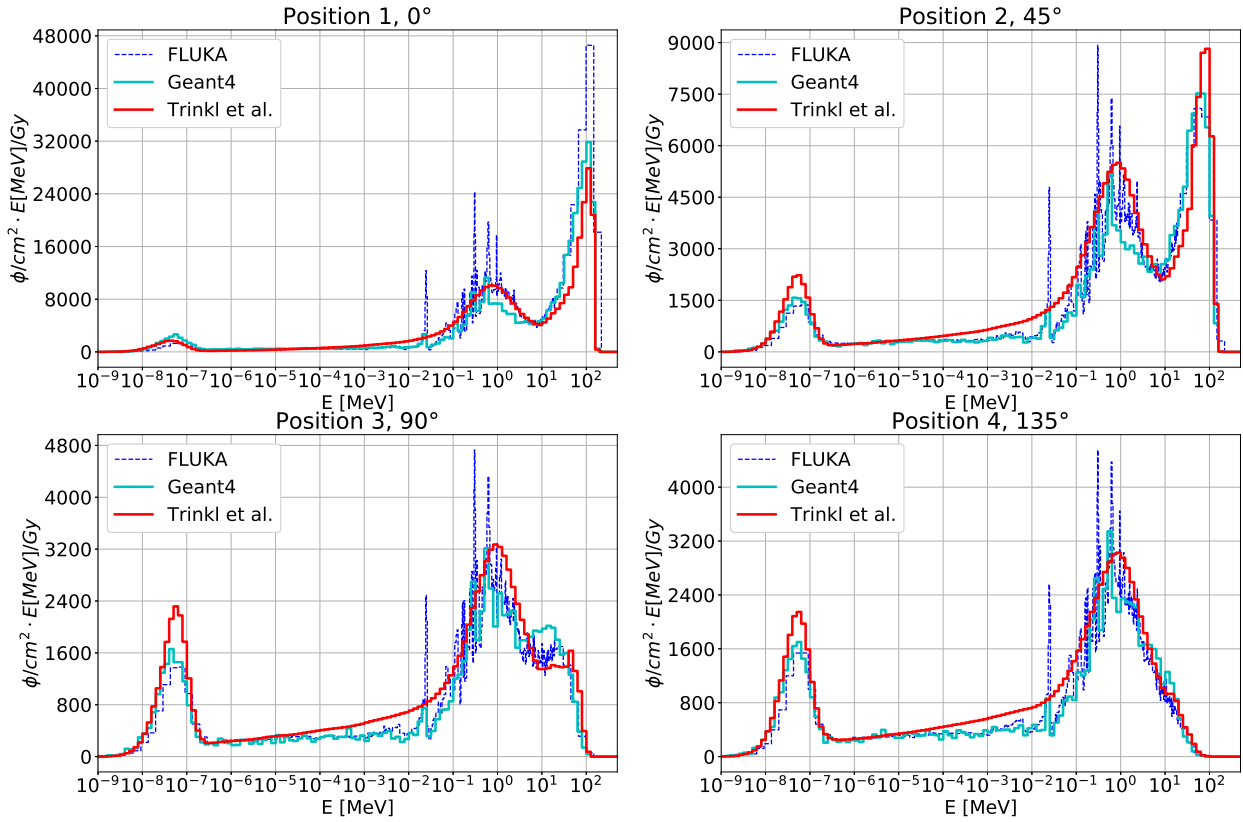 Position 1, 0°
48000
40000
32000
24000
16000
8000
0
ϕ/cm² · E[MeV]/Gy
FLUKA
Geant4
Trinkl et al.
10⁻⁹ 10⁻⁸ 10⁻⁷ 10⁻⁶ 10⁻⁵ 10⁻⁴ 10⁻³ 10⁻² 10⁻¹ 10⁰ 10¹ 10²
E [MeV]
Position 2, 45°
9000
7500
6000
4500
3000
1500
0
ϕ/cm² · E[MeV]/Gy
FLUKA
Geant4
Trinkl et al.
10⁻⁹ 10⁻⁸ 10⁻⁷ 10⁻⁶ 10⁻⁵ 10⁻⁴ 10⁻³ 10⁻² 10⁻¹ 10⁰ 10¹ 10²
E [MeV]
Position 3, 90°
4800
4000
3200
2400
1600
800
0
ϕ/cm² · E[MeV]/Gy
FLUKA
Geant4
Trinkl et al.
10⁻⁹ 10⁻⁸ 10⁻⁷ 10⁻⁶ 10⁻⁵ 10⁻⁴ 10⁻³ 10⁻² 10⁻¹ 10⁰ 10¹ 10²
E [MeV]
Position 4, 135°
4000
3200
2400
1600
800
0
ϕ/cm² · E[MeV]/Gy
FLUKA
Geant4
Trinkl et al.
10⁻⁹ 10⁻⁸ 10⁻⁷ 10⁻⁶ 10⁻⁵ 10⁻⁴ 10⁻³ 10⁻² 10⁻¹ 10⁰ 10¹ 10²
E [MeV]